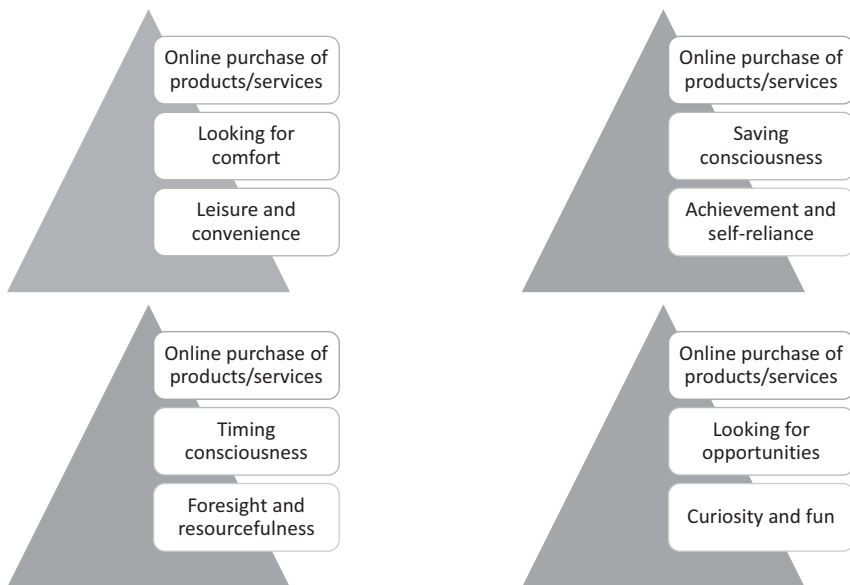 Online purchase of
products/services
Looking for
comfort
Leisure and
convenience
Online purchase of
products/services
Saving
consciousness
Achievement and
self-reliance
Online purchase of
products/services
Timing
consciousness
Foresight and
resourcefulness
Online purchase of
products/services
Looking for
opportunities
Curiosity and fun